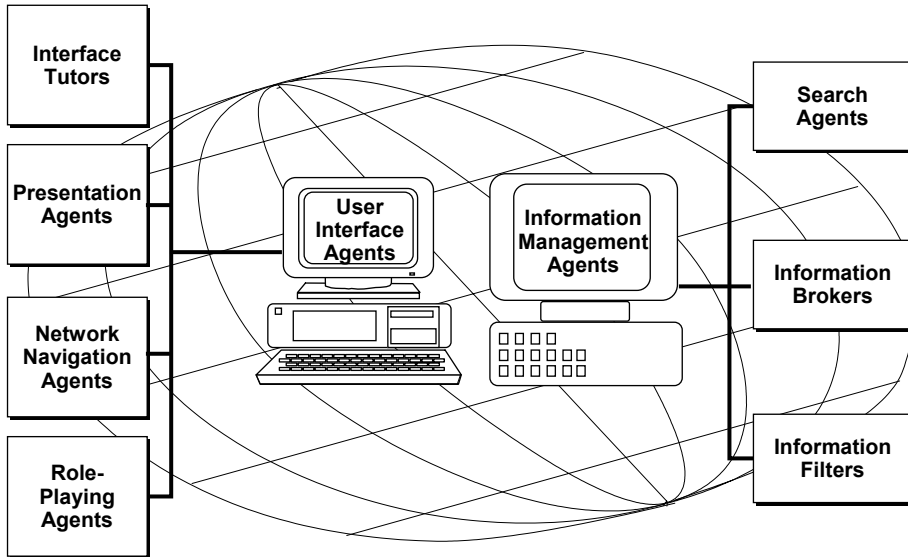 Interface
Tutors
Presentation
Agents
Network
Navigation
Agents
Role-
Playing
Agents
User
Interface
Agents
Information
Management
Agents
Search
Agents
Information
Brokers
Information
Filters